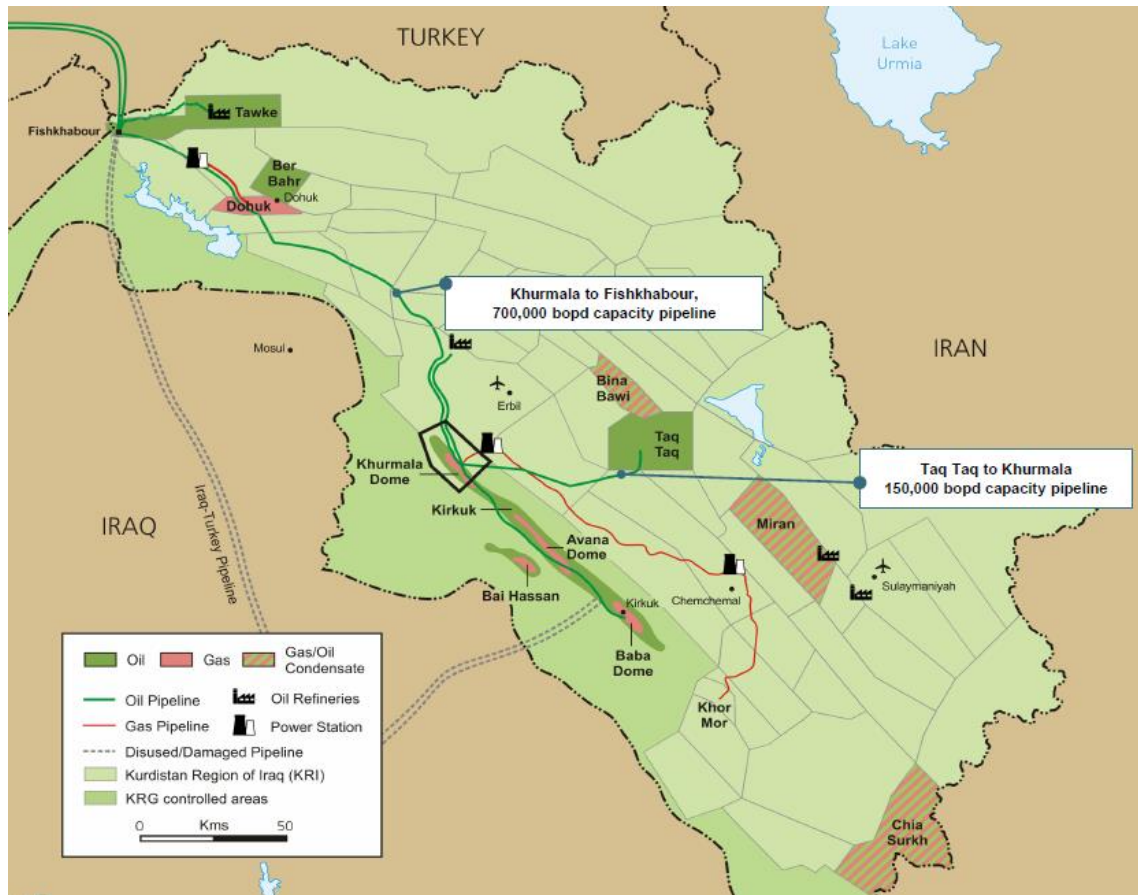 TURKEY
Lake
Urmia
Tawke
Fishkhabour
Ber
Bahr
Dohuk
Dohuk
Khurmala to Fishkhabour,
700,000 bopd capacity pipeline
Mosul
IRAN
Bina
Bawi
Erbil
Taq
Taq
Khurmala
Dome
Taq Taq to Khurmala
150,000 bopd capacity pipeline
Kirkuk
IRAQ
Iraq-Turkey Pipeline
Miran
Avana
Dome
Bai Hassan
Sulaymaniyah
Chemchemal
Kirkuk
Baba
Dome
Khor
Mor
Chia
Surkh
Oil
Gas
Gas/Oil
Condensate
Oil Pipeline
Oil Refineries
Gas Pipeline
Power Station
Disused/Damaged Pipeline
Kurdistan Region of Iraq (KRI)
KRG controlled areas
0 Kms 50